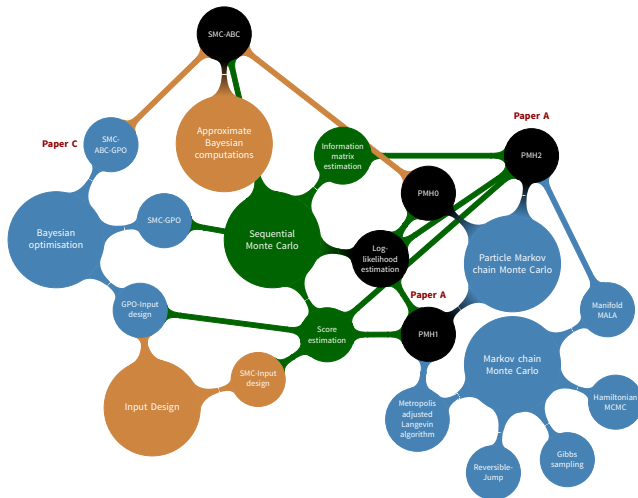 SMC-ABC
Paper A
Paper C
SMC-
ABC-GPO
Approximate
Bayesian
computations
Information
matrix
estimation
PMH2
PMH0
SMC-GPO
Bayesian
optimisation
Sequential
Monte Carlo
Log-
likelihood
estimation
Particle Markov
chain Monte Carlo
Paper A
GPO-Input
design
Manifold
MALA
Score
estimation
PMH1
Markov chain
Monte Carlo
SMC-Input
design
Input Design
Metropolis
adjusted
Langevin
algorithm
Hamiltonian
MCMC
Gibbs
sampling
Reversible-
Jump